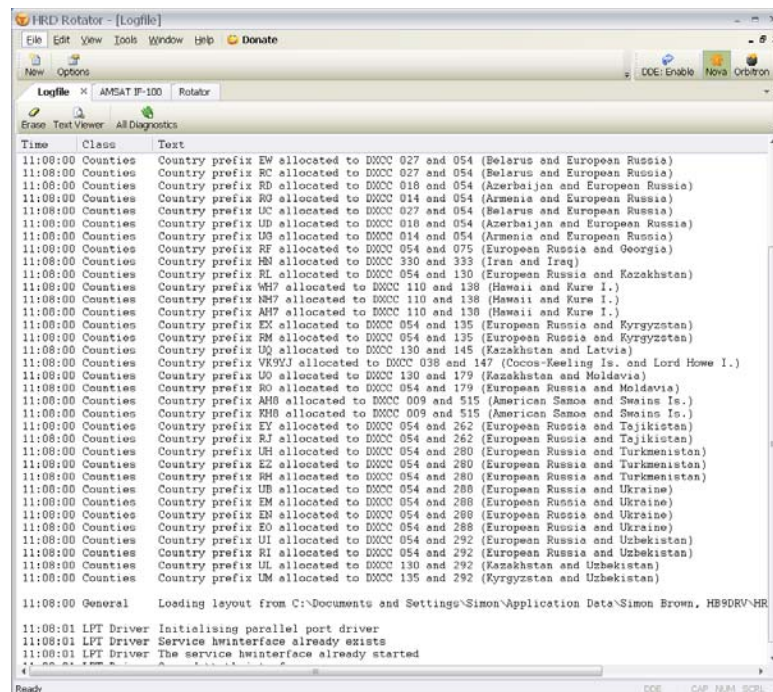 HRD Rotator - [Logfile]
File Edit View Tools Window Help Donate
New Options DDE: Enable Nova Orbitron
Logfile AMSAT IF-100 Rotator
Erase Text Viewer All Diagnostics
Time Class Text
11:08:00 Counties Country prefix EW allocated to DXCC 027 and 054 (Belarus and European Russia)
11:08:00 Counties Country prefix RC allocated to DXCC 027 and 054 (Belarus and European Russia)
11:08:00 Counties Country prefix RD allocated to DXCC 018 and 054 (Azerbaijan and European Russia)
11:08:00 Counties Country prefix RG allocated to DXCC 014 and 054 (Armenia and European Russia)
11:08:00 Counties Country prefix UC allocated to DXCC 027 and 054 (Belarus and European Russia)
11:08:00 Counties Country prefix UD allocated to DXCC 018 and 054 (Azerbaijan and European Russia)
11:08:00 Counties Country prefix UG allocated to DXCC 014 and 054 (Armenia and European Russia)
11:08:00 Counties Country prefix RF allocated to DXCC 054 and 075 (European Russia and Georgia)
11:08:00 Counties Country prefix HN allocated to DXCC 330 and 333 (Iran and Iraq)
11:08:00 Counties Country prefix RL allocated to DXCC 054 and 130 (European Russia and Kazakhstan)
11:08:00 Counties Country prefix WH7 allocated to DXCC 110 and 138 (Hawaii and Kure I.)
11:08:00 Counties Country prefix NH7 allocated to DXCC 110 and 138 (Hawaii and Kure I.)
11:08:00 Counties Country prefix AH7 allocated to DXCC 110 and 138 (Hawaii and Kure I.)
11:08:00 Counties Country prefix EX allocated to DXCC 054 and 135 (European Russia and Kyrgyzstan)
11:08:00 Counties Country prefix RM allocated to DXCC 054 and 135 (European Russia and Kyrgyzstan)
11:08:00 Counties Country prefix UQ allocated to DXCC 130 and 145 (Kazakhstan and Latvia)
11:08:00 Counties Country prefix VK9YJ allocated to DXCC 038 and 147 (Cocos-Keeling Is. and Lord Howe I.)
11:08:00 Counties Country prefix UO allocated to DXCC 130 and 179 (Kazakhstan and Moldavia)
11:08:00 Counties Country prefix RO allocated to DXCC 054 and 179 (European Russia and Moldavia)
11:08:00 Counties Country prefix AH8 allocated to DXCC 009 and 515 (American Samoa and Swains Is.)
11:08:00 Counties Country prefix KH8 allocated to DXCC 009 and 515 (American Samoa and Swains Is.)
11:08:00 Counties Country prefix EY allocated to DXCC 054 and 262 (European Russia and Tajikistan)
11:08:00 Counties Country prefix RJ allocated to DXCC 054 and 262 (European Russia and Tajikistan)
11:08:00 Counties Country prefix UH allocated to DXCC 054 and 280 (European Russia and Turkmenistan)
11:08:00 Counties Country prefix EZ allocated to DXCC 054 and 280 (European Russia and Turkmenistan)
11:08:00 Counties Country prefix RH allocated to DXCC 054 and 280 (European Russia and Turkmenistan)
11:08:00 Counties Country prefix UB allocated to DXCC 054 and 288 (European Russia and Ukraine)
11:08:00 Counties Country prefix EM allocated to DXCC 054 and 288 (European Russia and Ukraine)
11:08:00 Counties Country prefix EN allocated to DXCC 054 and 288 (European Russia and Ukraine)
11:08:00 Counties Country prefix EO allocated to DXCC 054 and 288 (European Russia and Ukraine)
11:08:00 Counties Country prefix UI allocated to DXCC 054 and 292 (European Russia and Uzbekistan)
11:08:00 Counties Country prefix RI allocated to DXCC 054 and 292 (European Russia and Uzbekistan)
11:08:00 Counties Country prefix UL allocated to DXCC 130 and 292 (Kazakhstan and Uzbekistan)
11:08:00 Counties Country prefix UM allocated to DXCC 135 and 292 (Kyrgyzstan and Uzbekistan)
11:08:00 General Loading layout from C:\Documents and Settings\Simon\Application Data\Simon Brown, HB9DRV\HR
11:08:01 LPT Driver Initialising parallel port driver
11:08:01 LPT Driver Service hwinterface already exists
11:08:01 LPT Driver The service hwinterface already started
Ready DDE CAP NUM SCRL